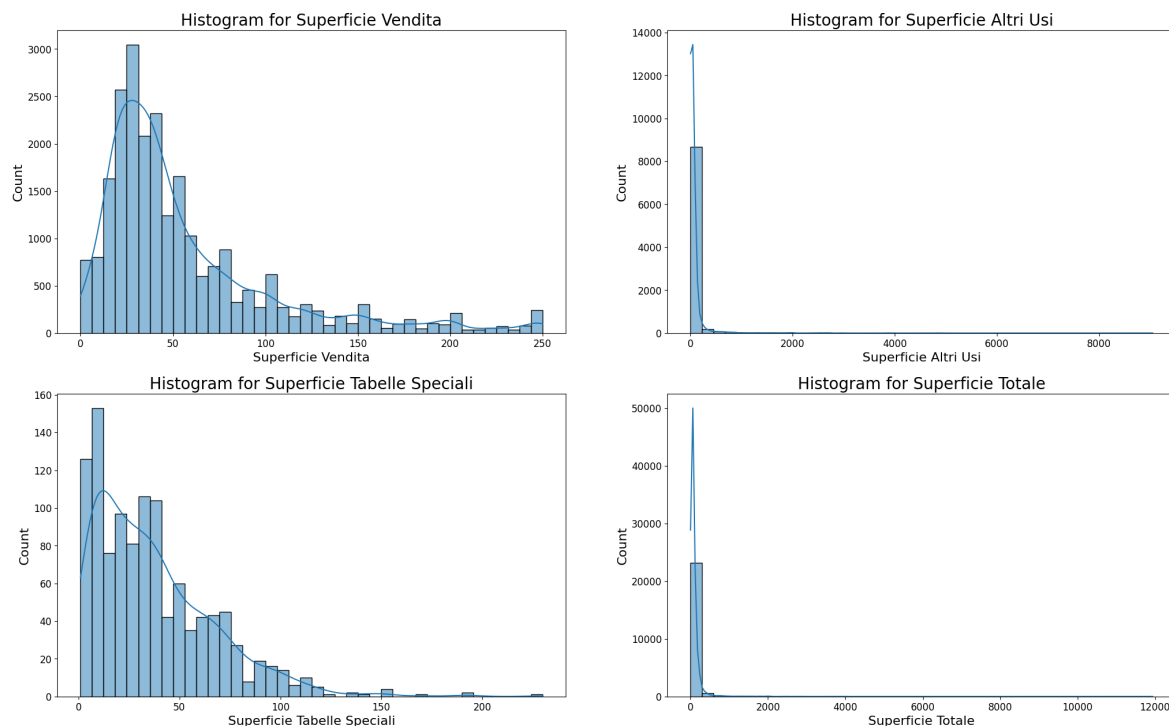 Histogram for Superficie Vendita
3000
2500
2000
1500
1000
500
0
Count
0 50 100 150 200 250
Superficie Vendita
Histogram for Superficie Altri Usi
14000
12000
10000
8000
6000
4000
2000
0
Count
0 2000 4000 6000 8000
Superficie Altri Usi
Histogram for Superficie Tabelle Speciali
160
140
120
100
80
60
40
20
0
Count
0 50 100 150 200
Superficie Tabelle Speciali
Histogram for Superficie Totale
50000
40000
30000
20000
10000
0
Count
0 2000 4000 6000 8000 10000 12000
Superficie Totale